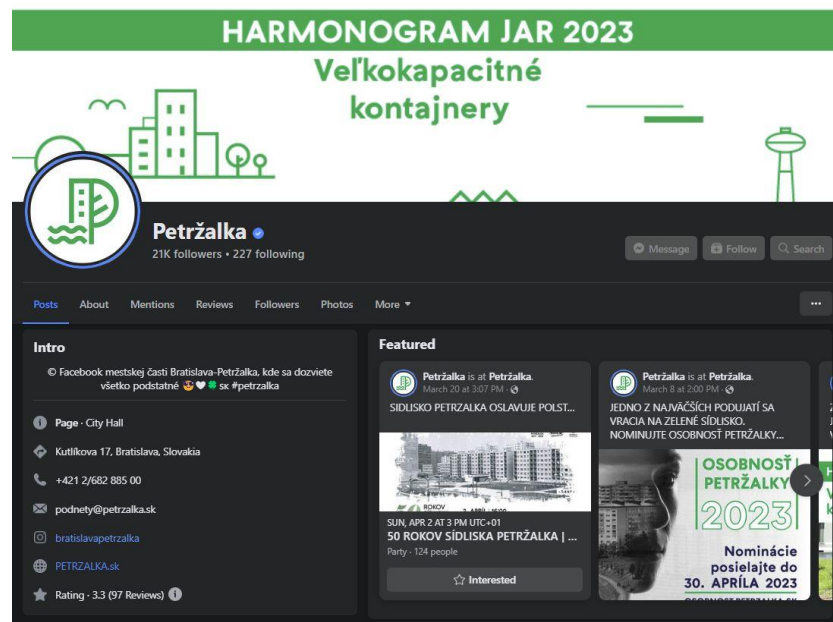 HARMONOGRAM JAR 2023
Veľkokapacitné
kontajnery
Petržalka
21K followers • 227 following
Message
Follow
Search
Posts
About
Mentions
Reviews
Followers
Photos
More
Intro
© Facebook mestskej časti Bratislava-Petržalka, kde sa dozviete
všetko podstatné 😍🤍🍀 sk #petrzalka
Page · City Hall
Kutlíkova 17, Bratislava, Slovakia
+421 2/682 885 00
podnety@petrzalka.sk
bratislavapetrzalka
PETRZALKA.sk
Rating · 3.3 (97 Reviews)
Featured
Petržalka is at Petržalka.
March 20 at 3:07 PM ·
SIDLISKO PETRZALKA OSLAVUJE POLST...
ROKOV
SUN, APR 2 AT 3 PM UTC+01
50 ROKOV SÍDLISKA PETRŽALKA | ...
Party · 124 people
Interested
Petržalka is at Petržalka.
March 8 at 2:00 PM ·
JEDNO Z NAJVÄČŠÍCH PODUJATÍ SA
VRACIA NA ZELENÉ SÍDLISKO.
NOMINUJTE OSOBNOSŤ PETRŽALKY...
OSOBNOSŤ
PETRŽALKY
2023
Nominácie
posielajte do
30. APRÍLA 2023